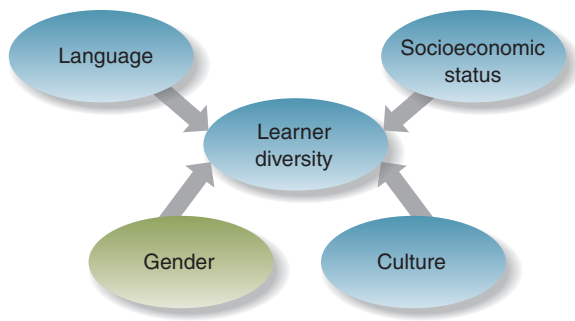 Language
Socioeconomic
status
Learner
diversity
Gender
Culture